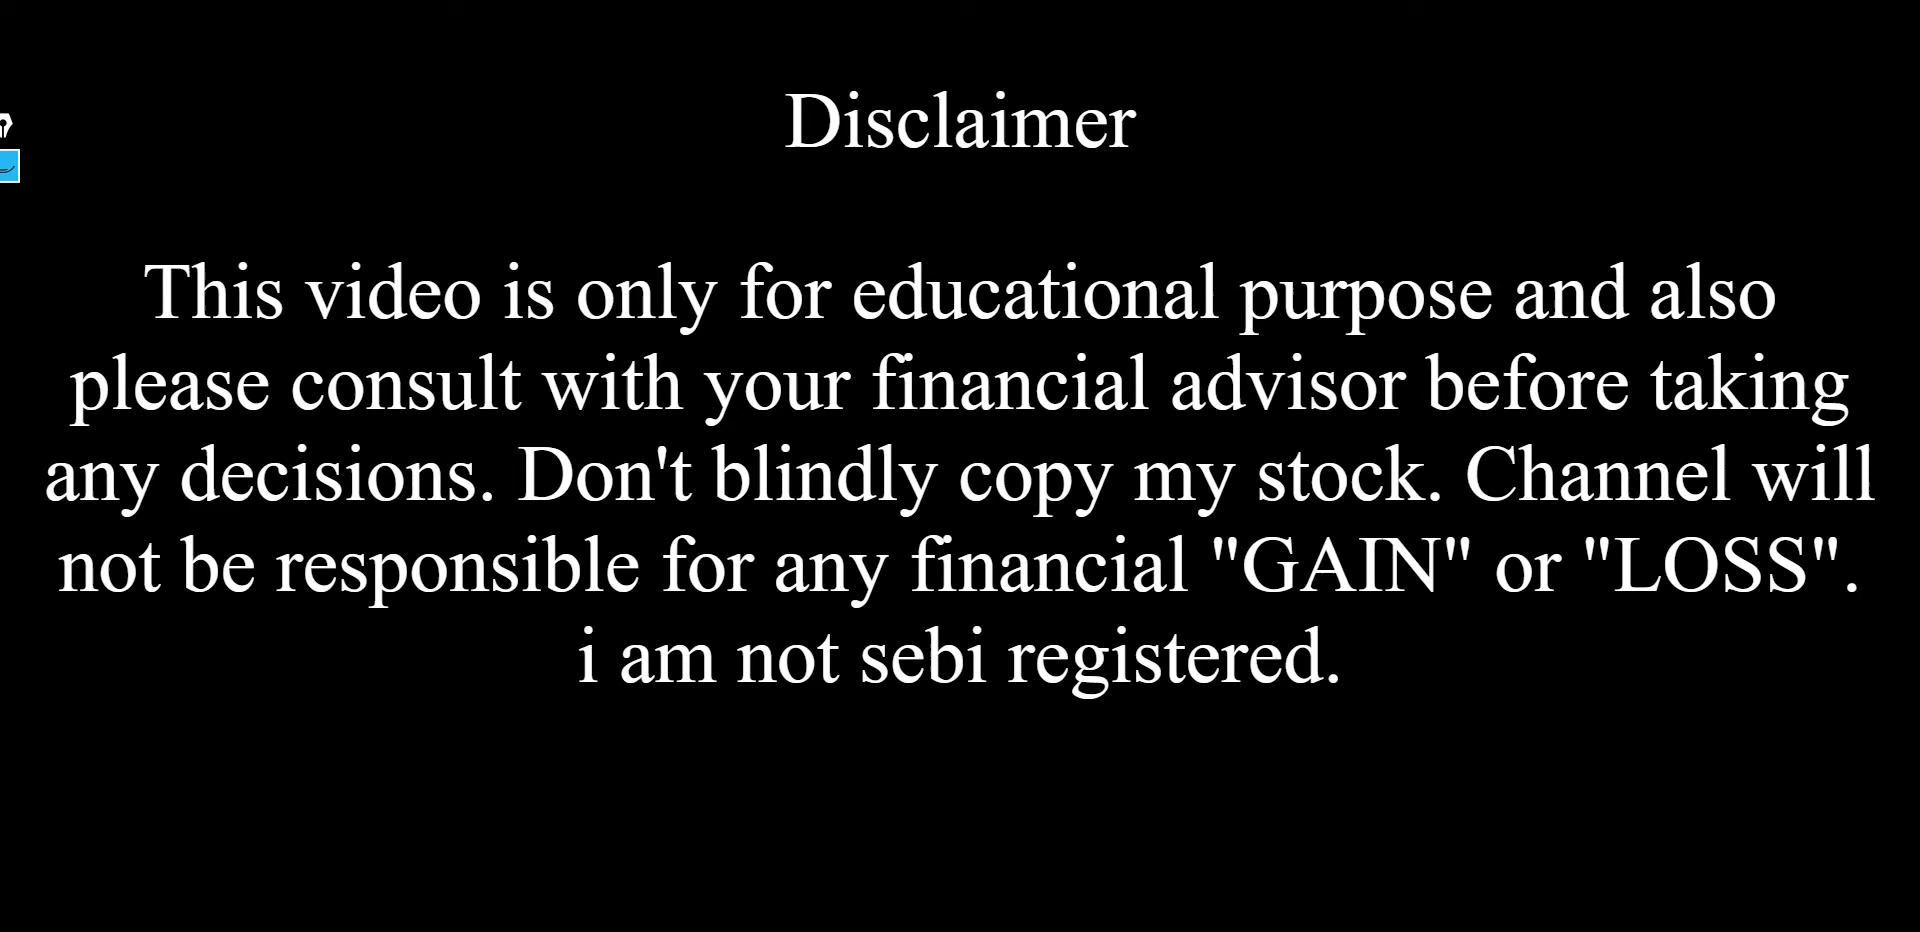 Disclaimer
This video is only for educational purpose and also
please consult with your financial advisor before taking
any decisions. Don't blindly copy my stock. Channel will
not be responsible for any financial "GAIN" or "LOSS".
i am not sebi registered.